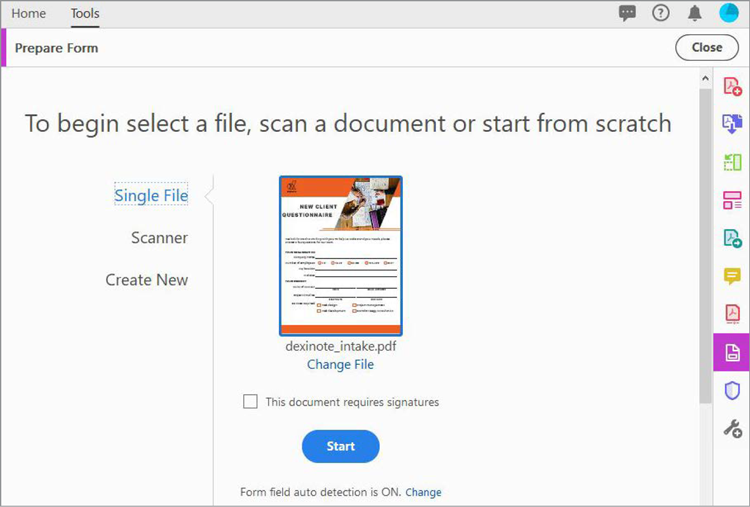 Home Tools
Prepare Form
Close
To begin select a file, scan a document or start from scratch
Single File
Scanner
Create New
NEW CLIENT
QUESTIONNAIRE
dexinote_intake.pdf
Change File
This document requires signatures
Start
Form field auto detection is ON. Change